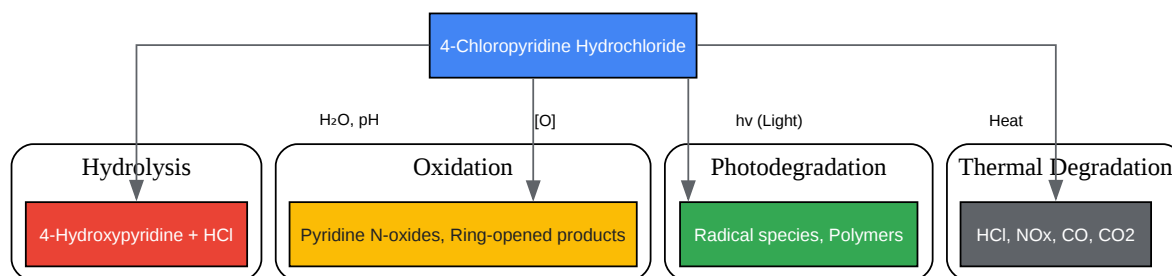 4-Chloropyridine Hydrochloride
H₂O, pH
[O]
hv (Light)
Heat
Hydrolysis
Oxidation
Photodegradation
Thermal Degradation
4-Hydroxypyridine + HCl
Pyridine N-oxides, Ring-opened products
Radical species, Polymers
HCl, NOx, CO, CO2